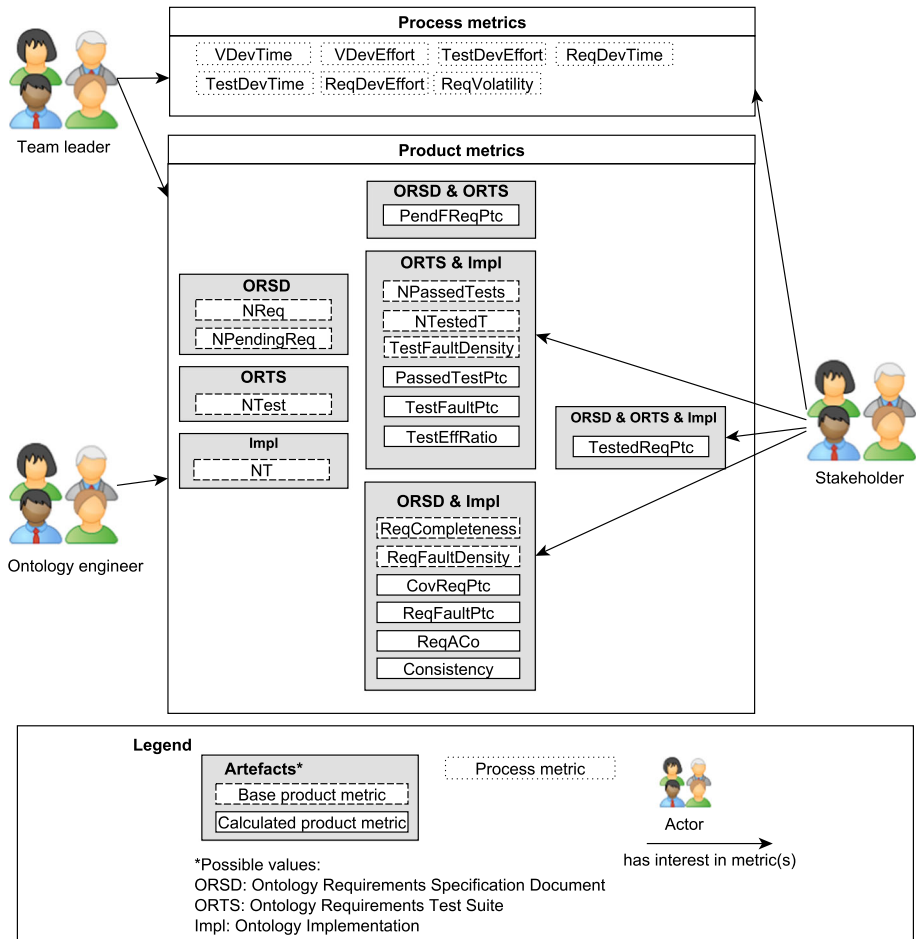 Process metrics
VDevTime VDevEffort TestDevEffort ReqDevTime
TestDevTime ReqDevEffort ReqVolatility
Team leader
Product metrics
ORSD & ORTS
PendFReqPtc
ORTS & Impl
NPassedTests
NTestedT
TestFaultDensity
PassedTestPtc
TestFaultPtc
TestEffRatio
ORSD
NReq
NPendingReq
ORTS
NTest
Impl
NT
ORSD & ORTS & Impl
TestedReqPtc
Stakeholder
Ontology engineer
ORSD & Impl
ReqCompleteness
ReqFaultDensity
CovReqPtc
ReqFaultPtc
ReqACo
Consistency
Legend
Artefacts*
Base product metric
Calculated product metric
Process metric
Actor
has interest in metric(s)
*Possible values:
ORSD: Ontology Requirements Specification Document
ORTS: Ontology Requirements Test Suite
Impl: Ontology Implementation